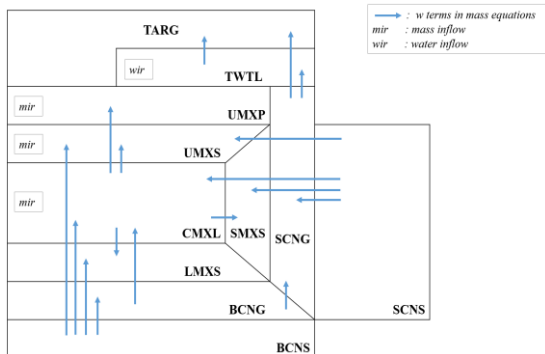 TARG
: w terms in mass equations
mir : mass inflow
wir : water inflow
wir
TWTL
mir
UMXP
mir
UMXS
mir
CMXL
SMXS
SCNG
LMXS
BCNG
SCNS
BCNS